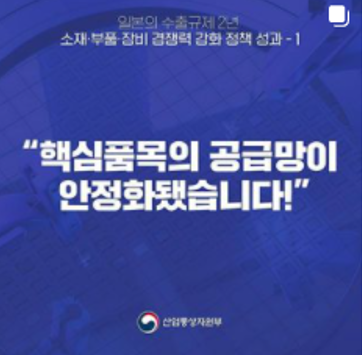 일본의 수출규제 2년
소재·부품·장비 경쟁력 강화 정책 성과 - 1
“핵심품목의 공급망이
안정화됐습니다!”
산업통상자원부